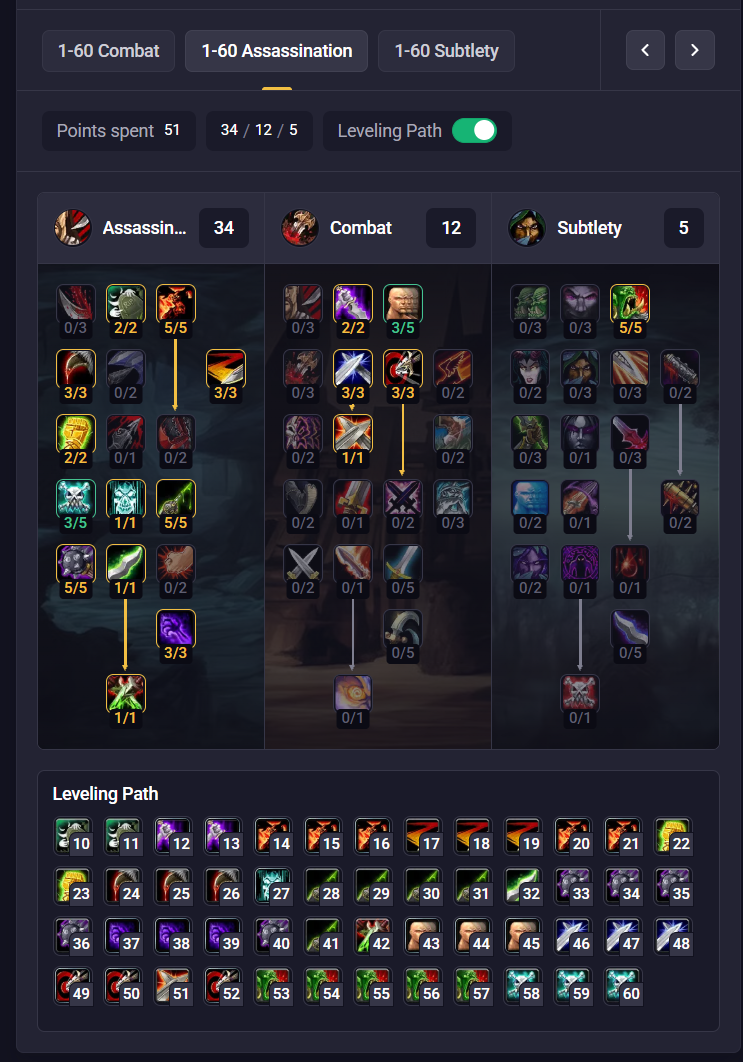 1-60 Combat 1-60 Assassination 1-60 Subtlety
Points spent 51 34 / 12 / 5 Leveling Path
Assassin... 34 Combat 12 Subtlety 5
0/3 2/2 5/5 0/3 2/2 3/5 0/3 0/3 5/5
3/3 0/2 3/3 0/3 3/3 3/3 0/2 0/2 0/3 0/3 0/2
2/2 0/1 0/2 0/2 1/1 0/2 0/3 0/1 0/3
3/5 1/1 5/5 0/2 0/1 0/2 0/3 0/2 0/1 0/2
5/5 1/1 0/2 0/2 0/1 0/5 0/2 0/1 0/1
3/3 0/5 0/5
1/1 0/1 0/1
Leveling Path
10 11 12 13 14 15 16 17 18 19 20 21 22
23 24 25 26 27 28 29 30 31 32 33 34 35
36 37 38 39 40 41 42 43 44 45 46 47 48
49 50 51 52 53 54 55 56 57 58 59 60